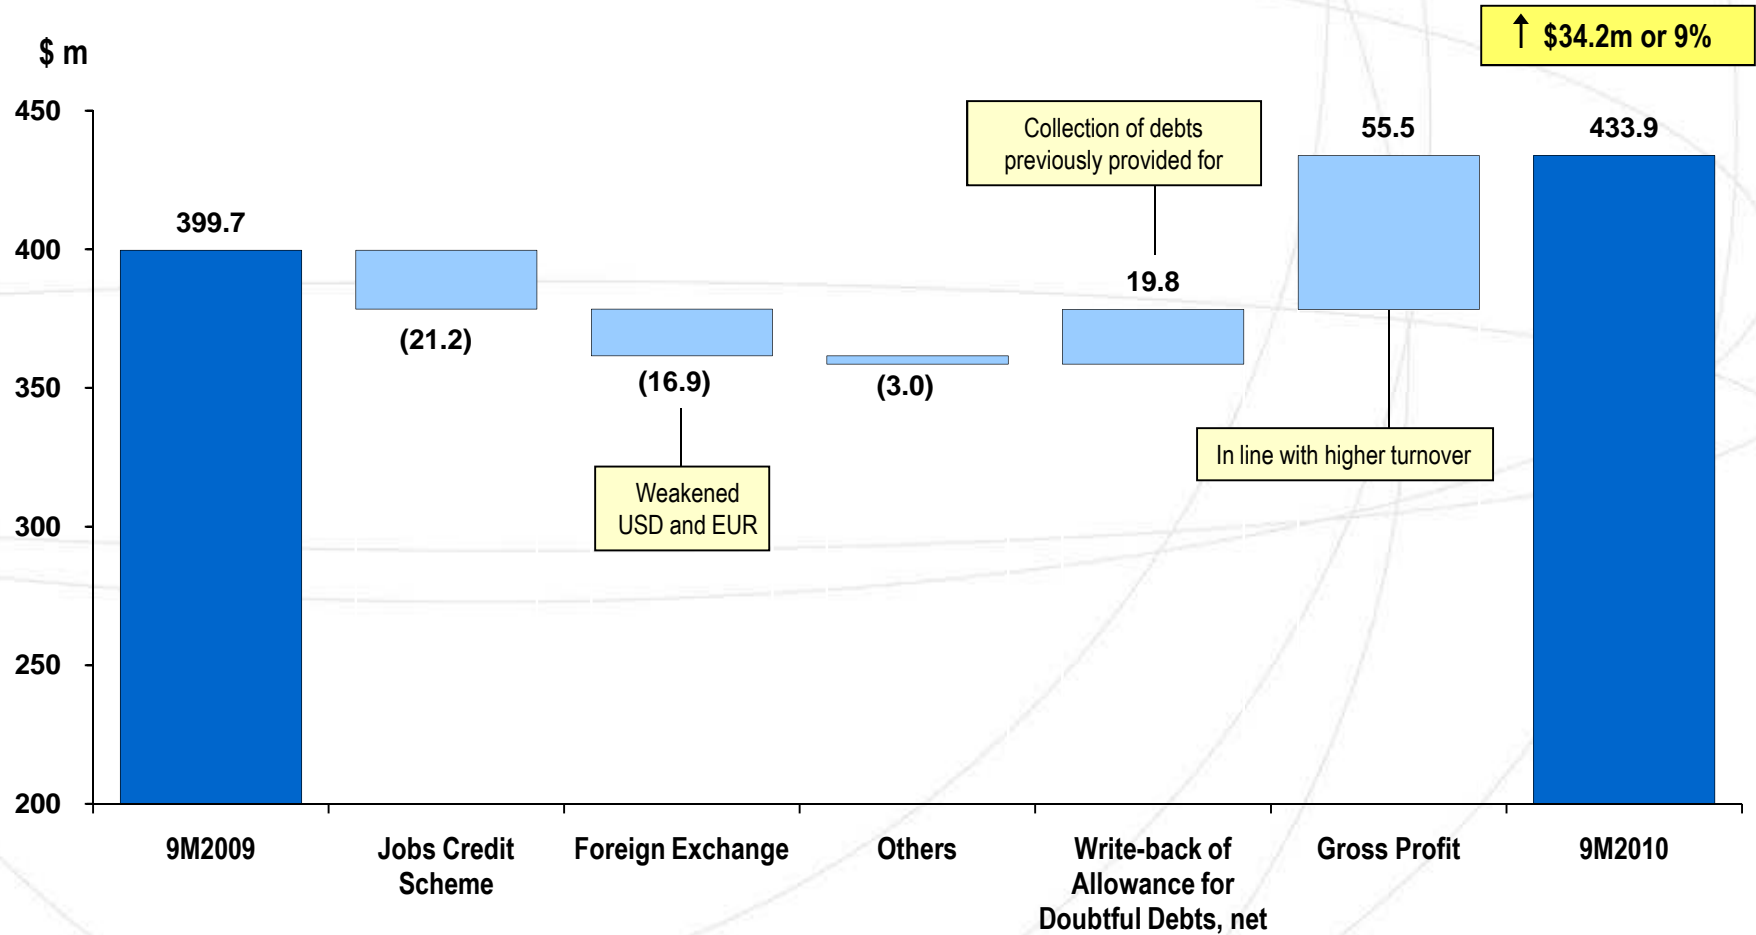 ↑ $34.2m or 9%
$ m
450
400
350
300
250
200
399.7
(21.2)
(16.9)
(3.0)
19.8
55.5
433.9
Collection of debts
previously provided for
Weakened
USD and EUR
In line with higher turnover
9M2009
Jobs Credit
Scheme
Foreign Exchange
Others
Write-back of
Allowance for
Doubtful Debts, net
Gross Profit
9M2010